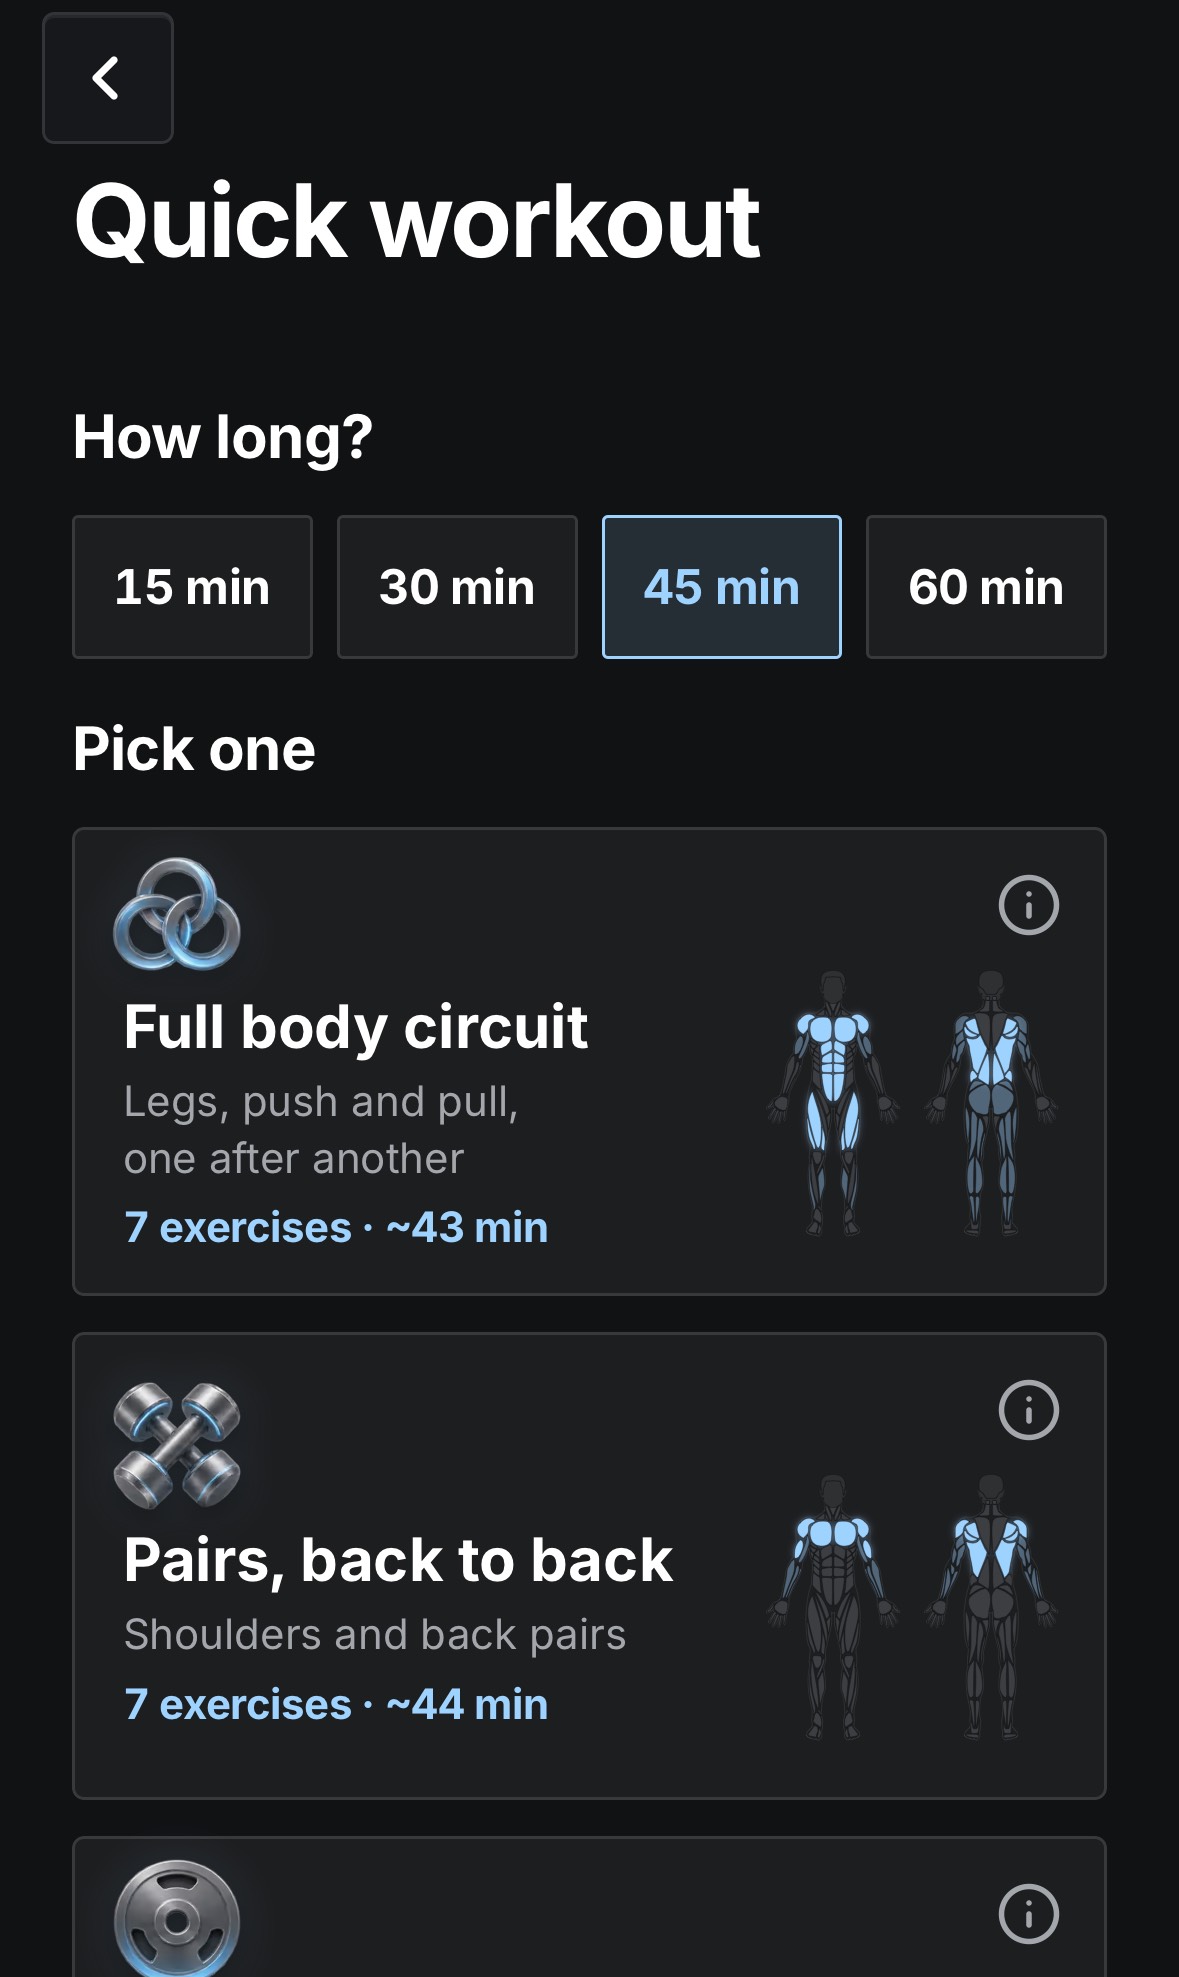 Quick workout
How long?
15 min
30 min
45 min
60 min
Pick one
Full body circuit
Legs, push and pull,
one after another
7 exercises · ~43 min
Pairs, back to back
Shoulders and back pairs
7 exercises · ~44 min